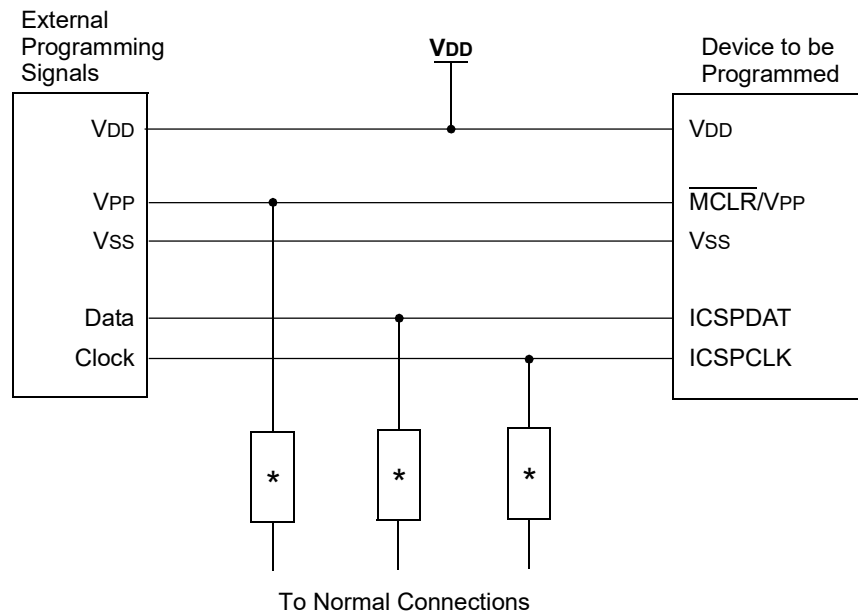 External
Programming
Signals
VDD
Device to be
Programmed
VDD
VDD
VPP
MCLR/VPP
VSS
VSS
Data
ICSPDAT
Clock
ICSPCLK
*
*
*
To Normal Connections